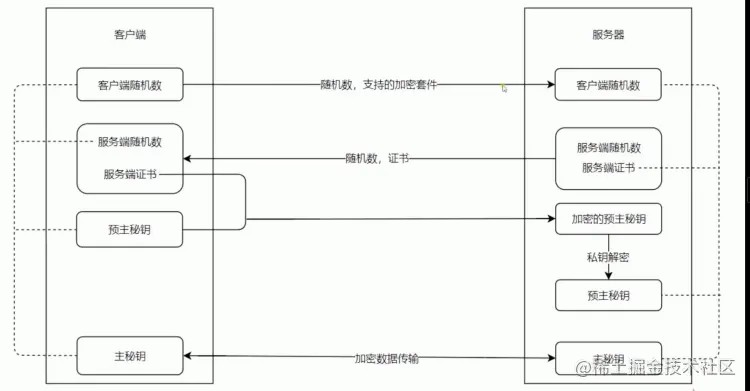 客户端
服务器
客户端随机数
随机数，支持的加密套件
客户端随机数
服务端随机数
服务端证书
随机数，证书
服务端随机数
服务端证书
预主秘钥
加密的预主秘钥
私钥解密
预主秘钥
主秘钥
加密数据传输
主秘钥
@稀土掘金技术社区